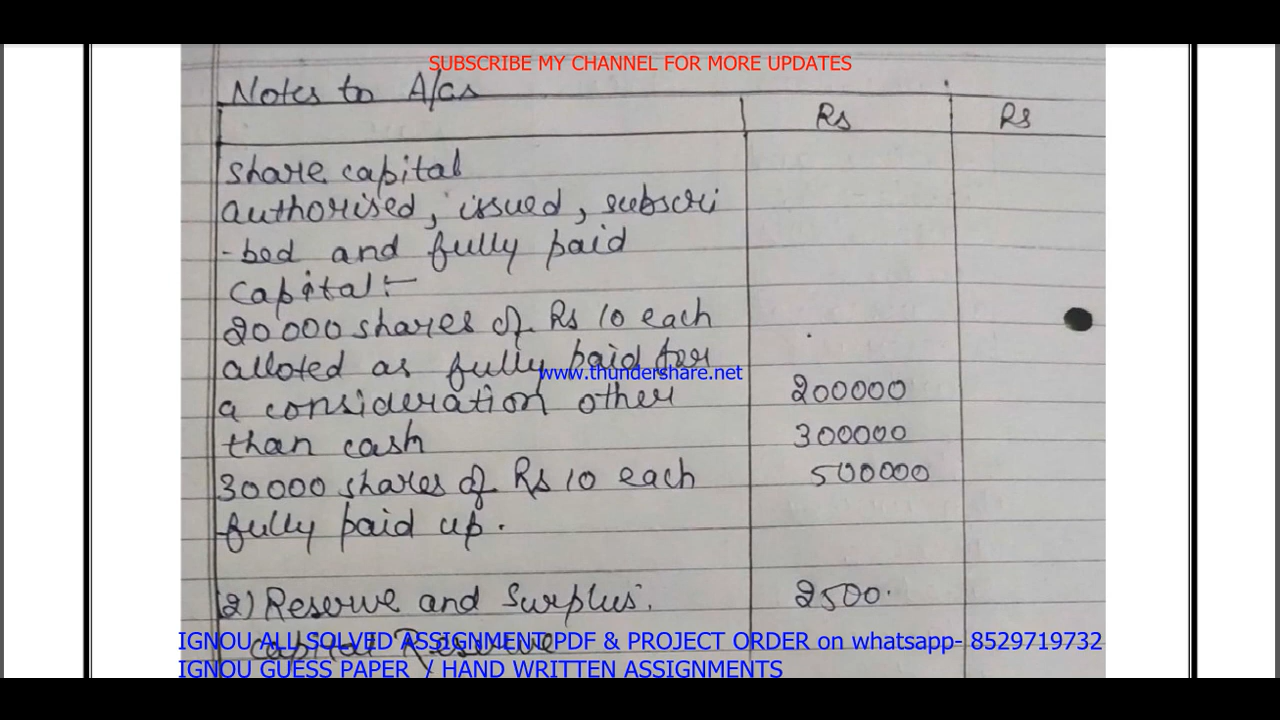 SUBSCRIBE MY CHANNEL FOR MORE UPDATES
Notes to A/cs
Rs Rs
share capital
authorised, issued, subscri
-bed and fully paid
capital :-
20000 shares of Rs 10 each
alloted as fully paid for
www.thundershare.net
a consideration other 200000
than cash 300000
30000 shares of Rs 10 each 500000
fully paid up.
(2) Reserve and Surplus. 2500.
capital Reserve
IGNOU ALL SOLVED ASSIGNMENT PDF & PROJECT ORDER on whatsapp- 8529719732
IGNOU GUESS PAPER / HAND WRITTEN ASSIGNMENTS